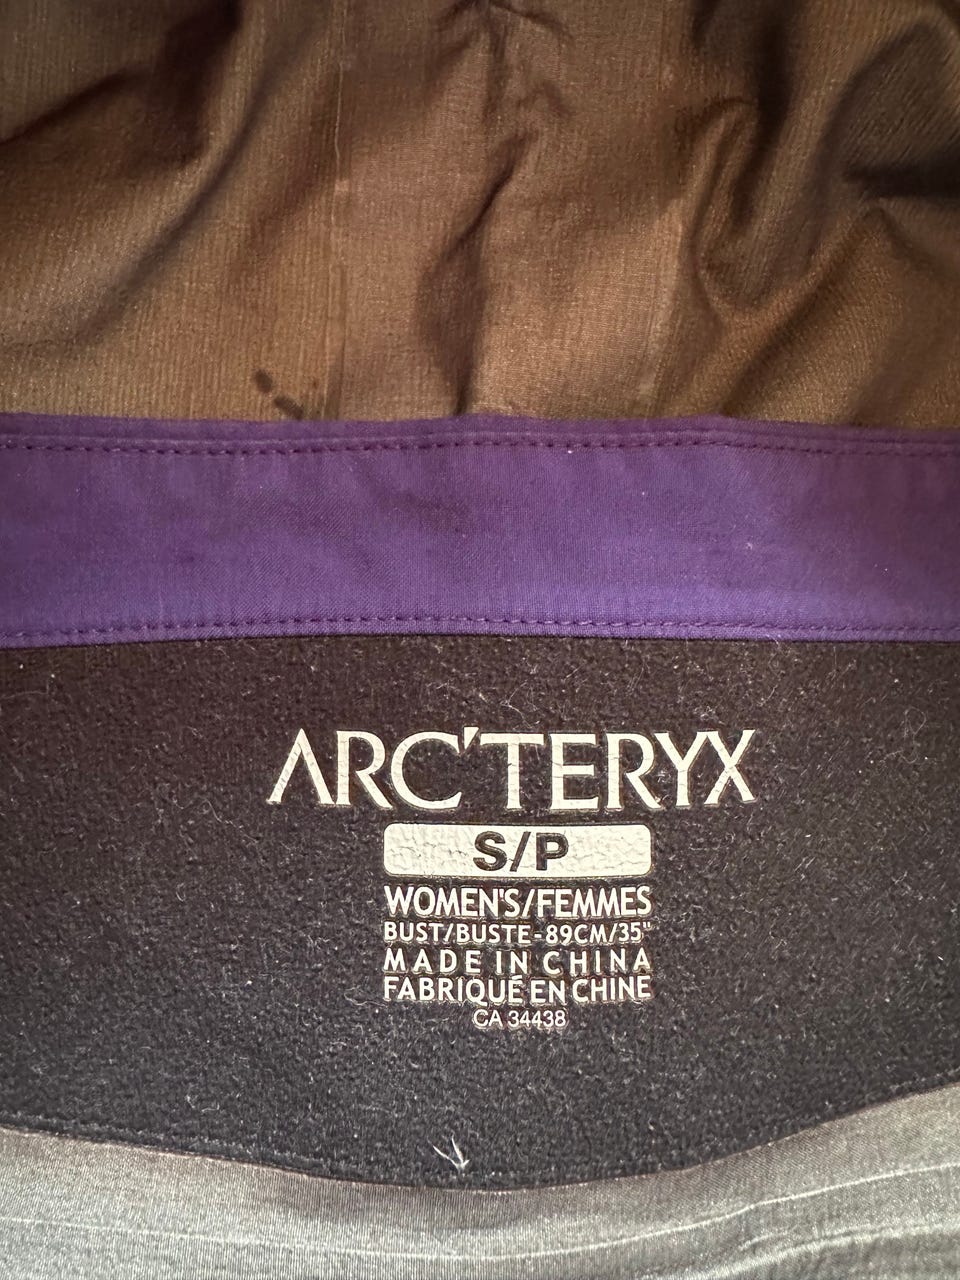 ARC'TERYX
S/P
WOMEN'S/FEMMES
BUST/BUSTE-89CM/35"
MADE IN CHINA
FABRIQUÉ EN CHINE
CA 34438